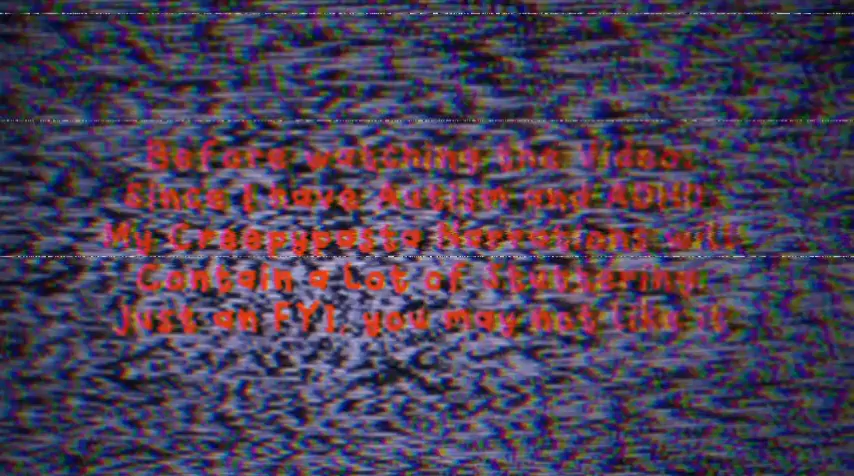 Before watching the Video:
Since I have Autism and ADHD,
My Creepypasta Narrations will
Contain a Lot of Stuttering.
Just an FYI. you may not like it